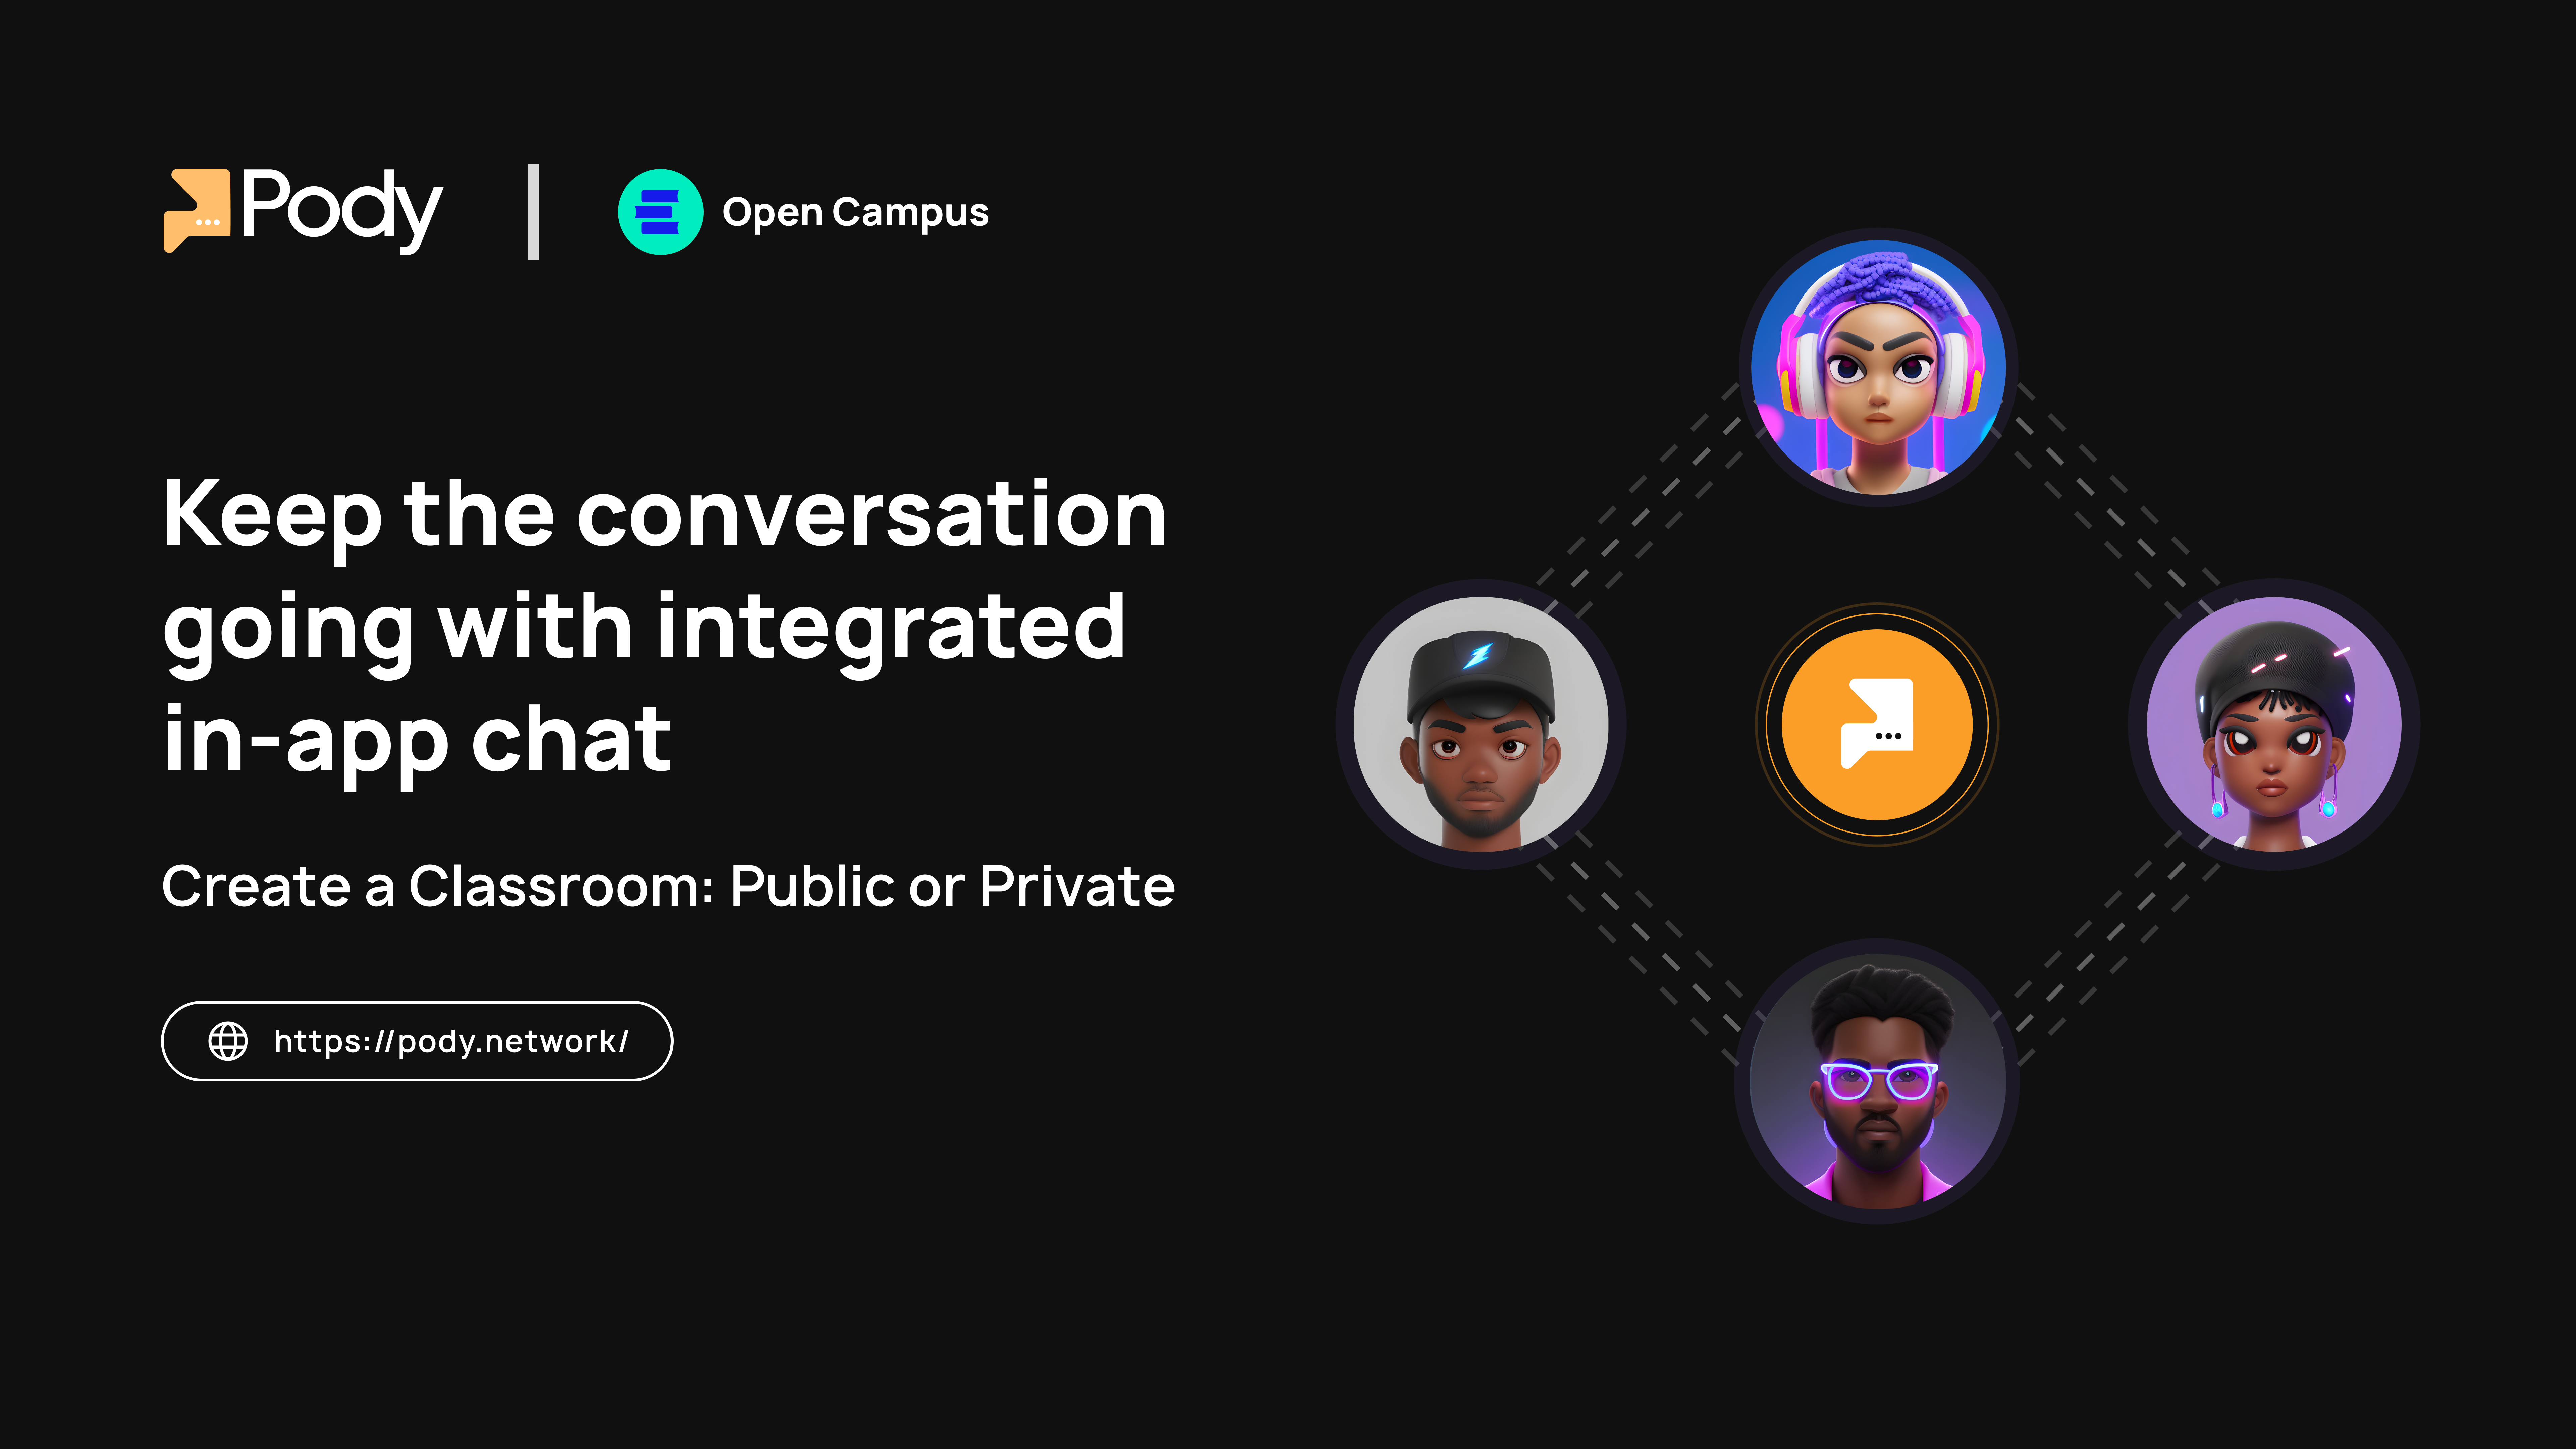 Pody
Open Campus
Keep the conversation
going with integrated
in-app chat
Create a Classroom: Public or Private
https://pody.network/